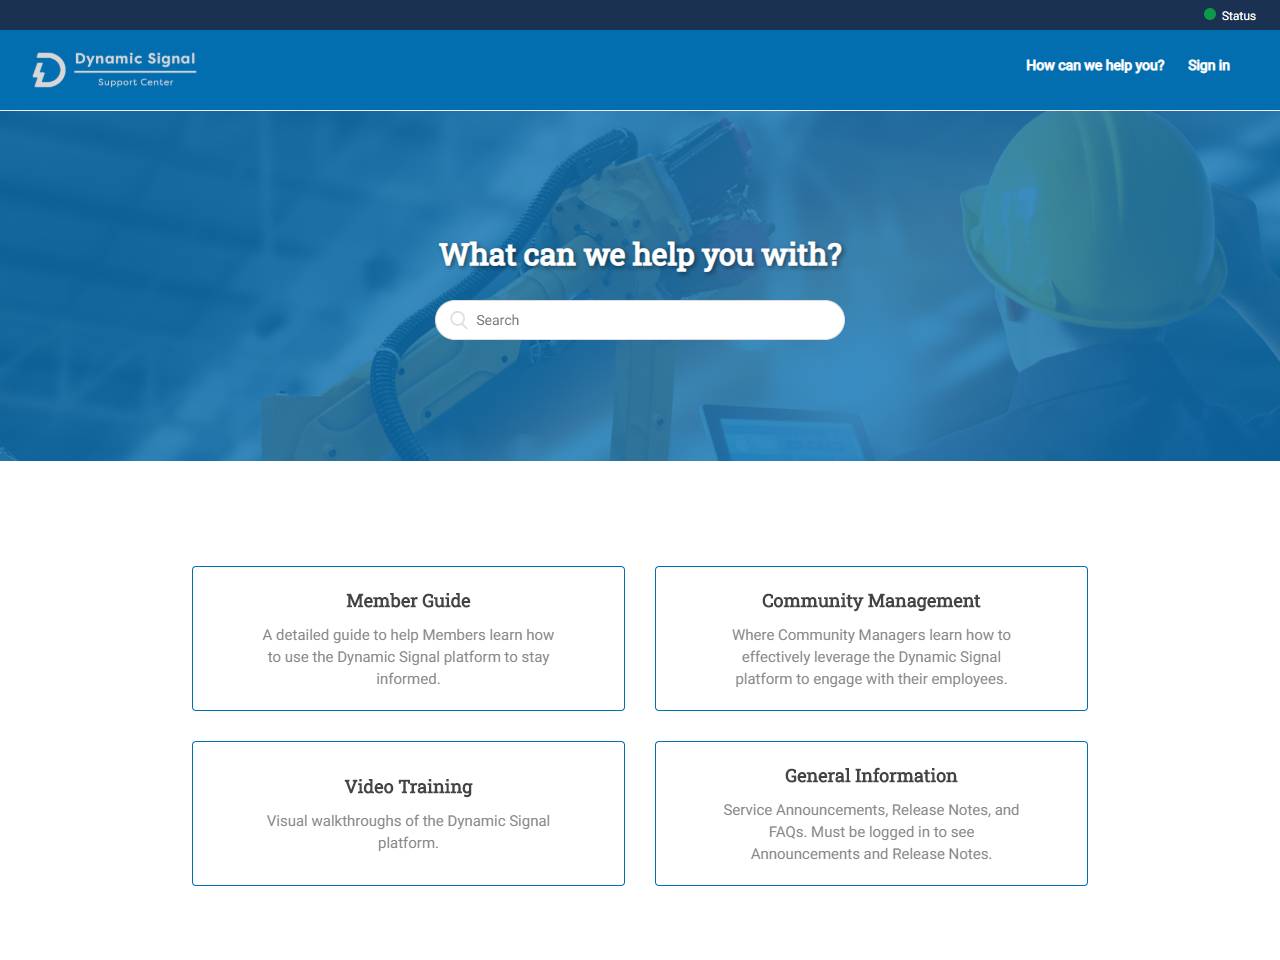 Status
Dynamic Signal
Support Center
How can we help you?
Sign in
What can we help you with?
Search
Member Guide
A detailed guide to help Members learn how
to use the Dynamic Signal platform to stay
informed.
Community Management
Where Community Managers learn how to
effectively leverage the Dynamic Signal
platform to engage with their employees.
Video Training
Visual walkthroughs of the Dynamic Signal
platform.
General Information
Service Announcements, Release Notes, and
FAQs. Must be logged in to see
Announcements and Release Notes.